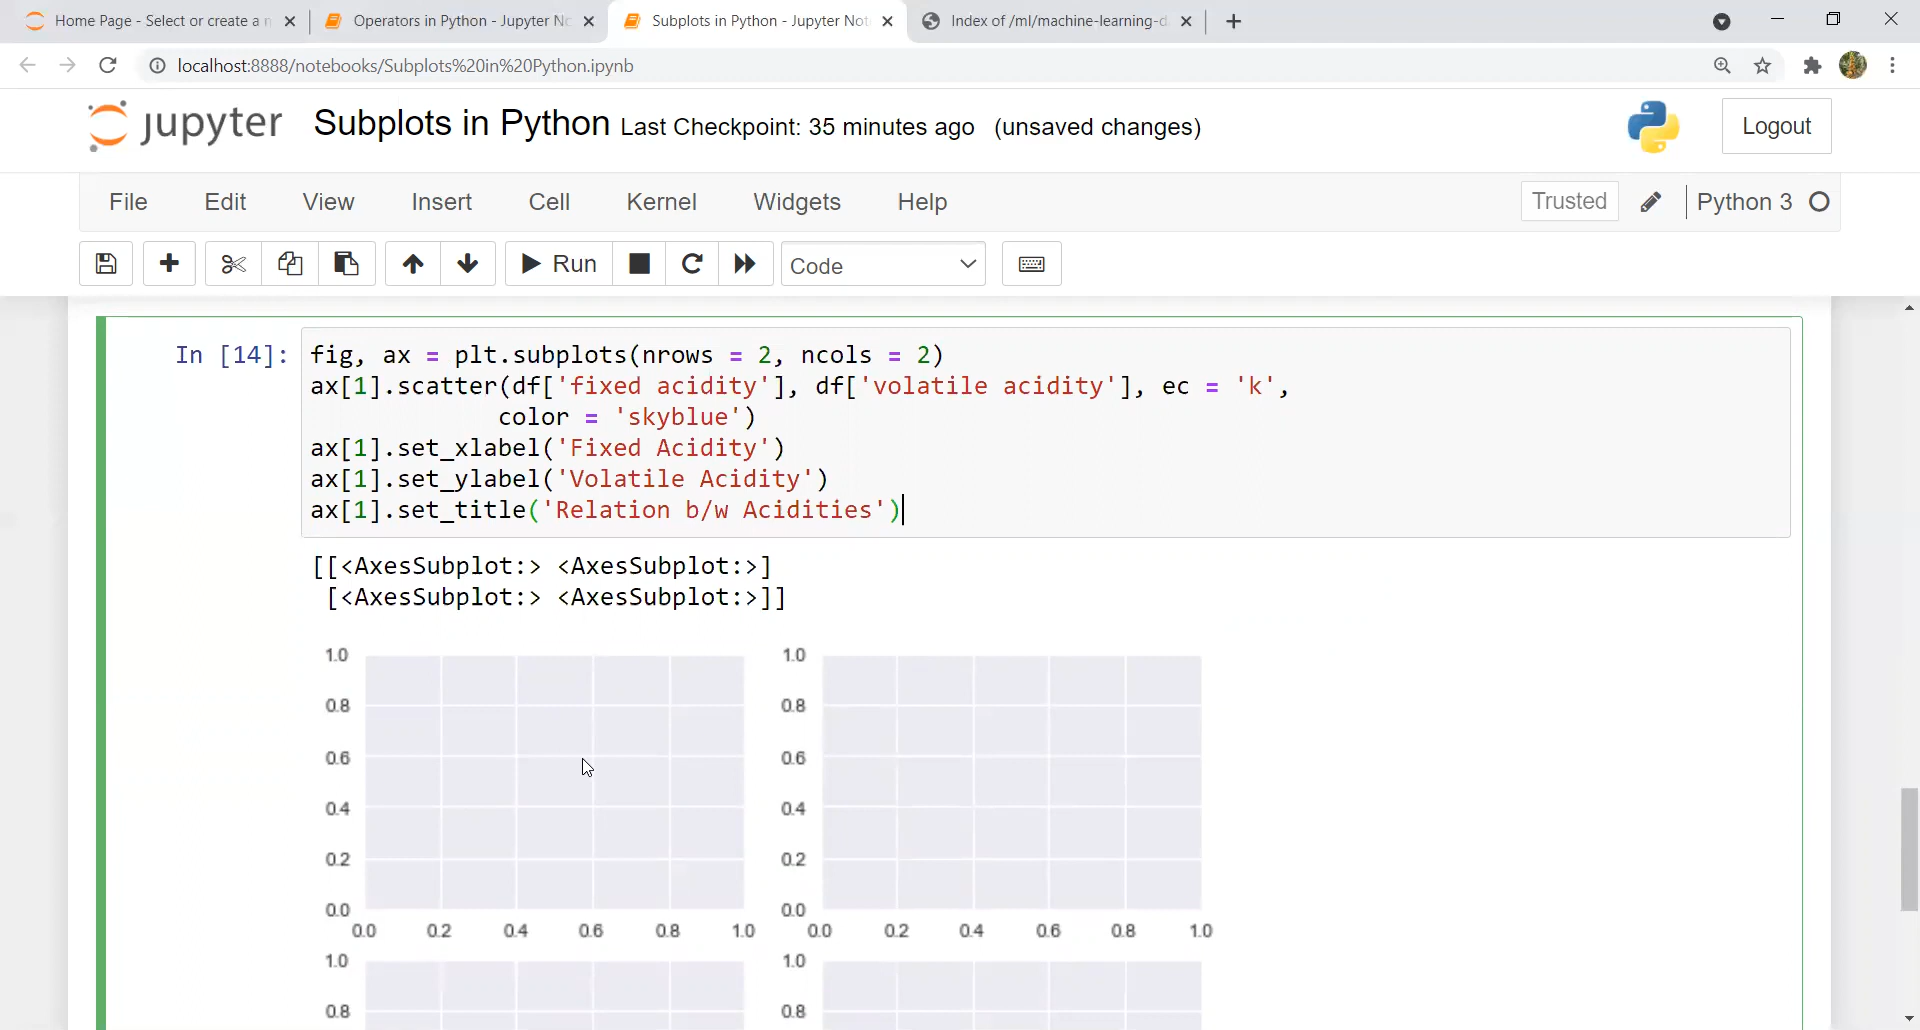 Home Page - Select or create a n
Operators in Python - Jupyter No
Subplots in Python - Jupyter Not
Index of /ml/machine-learning-d
localhost:8888/notebooks/Subplots%20in%20Python.ipynb
jupyter
Subplots in Python Last Checkpoint: 35 minutes ago (unsaved changes)
Logout
File Edit View Insert Cell Kernel Widgets Help
Trusted
Python 3
Run
Code
In [14]:
fig, ax = plt.subplots(nrows = 2, ncols = 2)
ax[1].scatter(df['fixed acidity'], df['volatile acidity'], ec = 'k',
color = 'skyblue')
ax[1].set_xlabel('Fixed Acidity')
ax[1].set_ylabel('Volatile Acidity')
ax[1].set_title('Relation b/w Acidities')
[[<AxesSubplot:> <AxesSubplot:>]
[<AxesSubplot:> <AxesSubplot:>]]
1.0
0.8
0.6
0.4
0.2
0.0
0.0 0.2 0.4 0.6 0.8 1.0
1.0
0.8
0.6
0.4
0.2
0.0
0.0 0.2 0.4 0.6 0.8 1.0
1.0
0.8
1.0
0.8